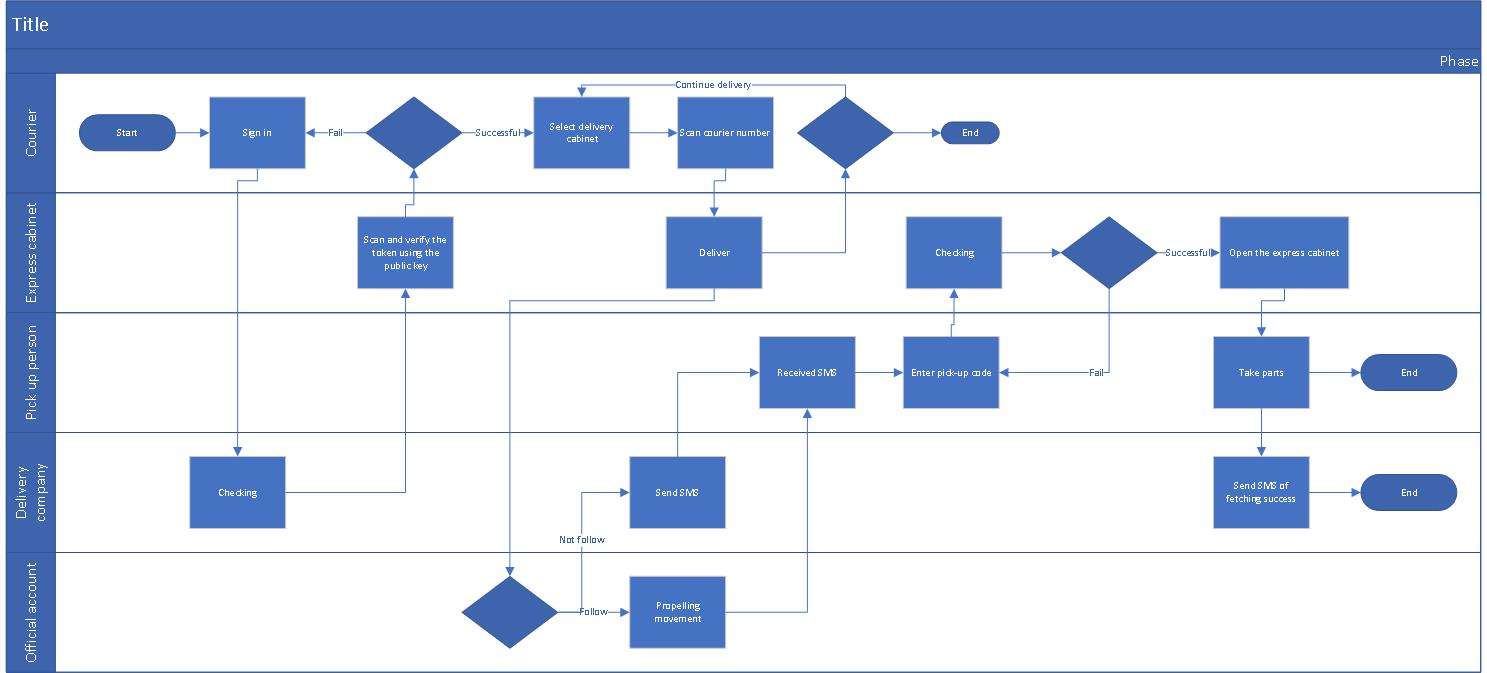 Title
Phase
Courier
Start
Sign in
Fail
Successful
Continue delivery
Select delivery
cabinet
Scan courier number
End
Express cabinet
Scan and verify the
token using the
public key
Deliver
Checking
Successful
Open the express cabinet
Pick up person
Received SMS
Enter pick-up code
Fail
Take parts
End
Delivery
company
Checking
Send SMS
Not follow
Send SMS of
fetching success
End
Official account
Follow
Propelling
movement